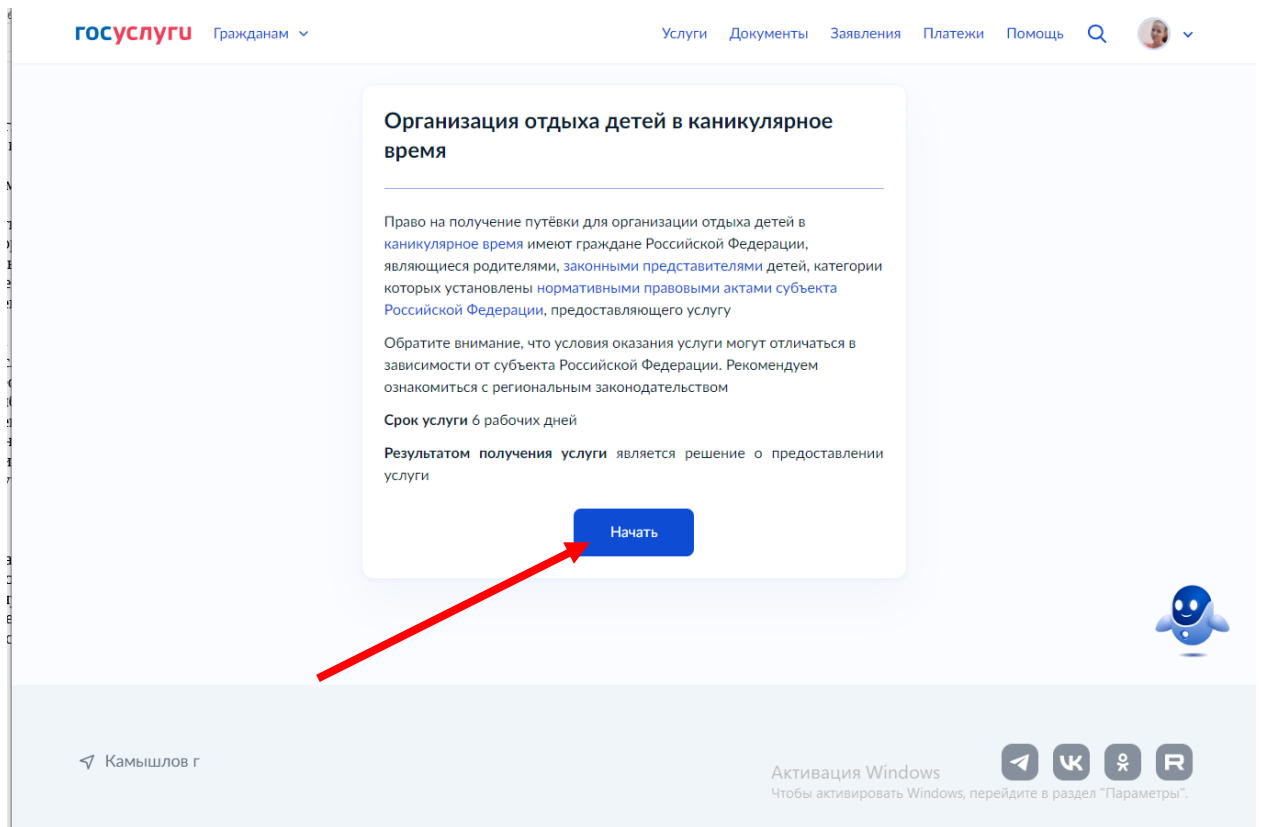 госуслуги Гражданам Услуги Документы Заявления Платежи Помощь
Организация отдыха детей в каникулярное
время
Право на получение путёвки для организации отдыха детей в
каникулярное время имеют граждане Российской Федерации,
являющиеся родителями, законными представителями детей, категории
которых установлены нормативными правовыми актами субъекта
Российской Федерации, предоставляющего услугу
Обратите внимание, что условия оказания услуги могут отличаться в
зависимости от субъекта Российской Федерации. Рекомендуем
ознакомиться с региональным законодательством
Срок услуги 6 рабочих дней
Результатом получения услуги является решение о предоставлении
услуги
Начать
Камышлов г
Активация Windows
Чтобы активировать Windows, перейдите в раздел "Параметры".